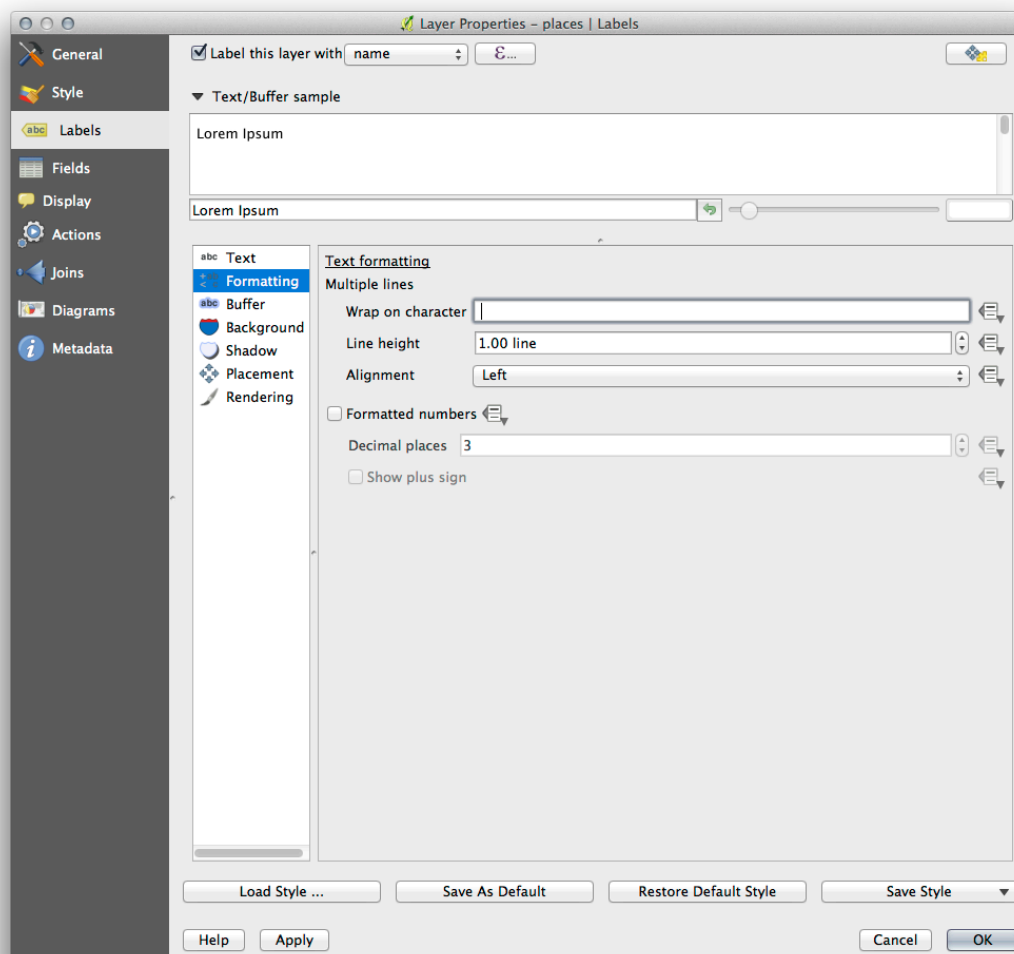 Layer Properties – places | Labels
General
Style
abc Labels
Fields
Display
Actions
Joins
Diagrams
Metadata
Label this layer with name ε...
Text/Buffer sample
Lorem Ipsum
Lorem Ipsum
abc Text
Formatting
abc Buffer
Background
Shadow
Placement
Rendering
Text formatting
Multiple lines
Wrap on character
Line height 1.00 line
Alignment Left
Formatted numbers
Decimal places 3
Show plus sign
Load Style ... Save As Default Restore Default Style Save Style
Help Apply Cancel OK